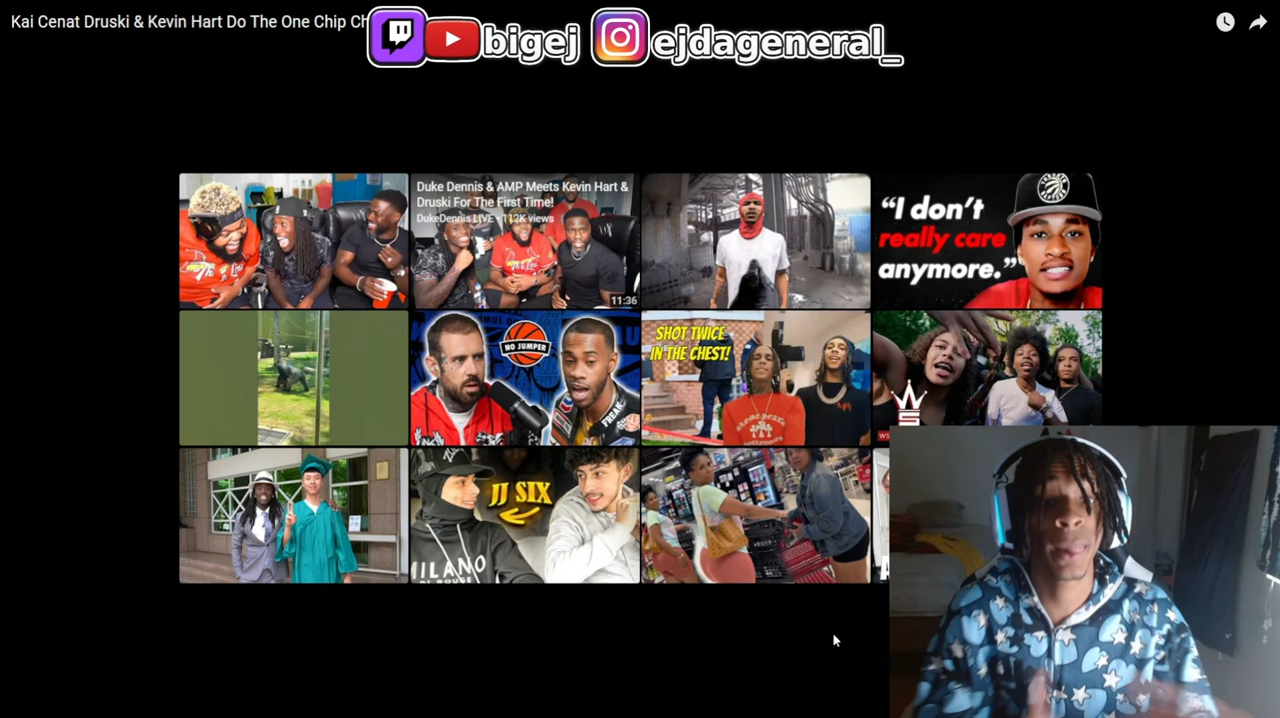 Kai Cenat Druski & Kevin Hart Do The One Chip Ch
bigej
ejdageneral_
Duke Dennis & AMP Meets Kevin Hart &
Druski For The First Time!
DukeDennis LIVE • 112K views
11:36
“I don’t
really care
anymore.”
NO JUMPER
SHOT TWICE
IN THE CHEST!
WS
JJ SIX
MILANO